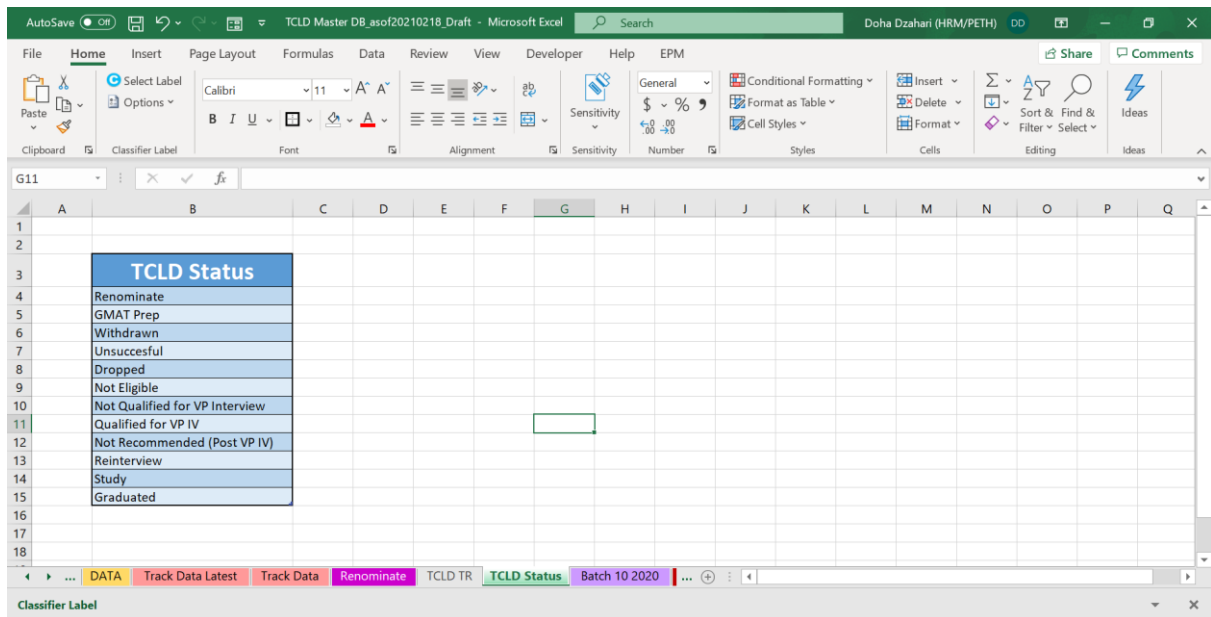 AutoSave Off TCLD Master DB_asof20210218_Draft - Microsoft Excel Search Doha Dzahari (HRM/PETH) DD
File Home Insert Page Layout Formulas Data Review View Developer Help EPM Share Comments
Paste
Clipboard
Select Label
Options
Classifier Label
Calibri 11 A^ Aˇ
B I U A
Font
ab
Alignment
Sensitivity
Sensitivity
General
$ % 9
.00 .00
Number
Conditional Formatting
Format as Table
Cell Styles
Styles
Insert
Delete
Format
Cells
Sort & Filter
Find & Select
Editing
Ideas
Ideas
G11 fx
A B C D E F G H I J K L M N O P Q
1
2
3 TCLD Status
4 Renominate
5 GMAT Prep
6 Withdrawn
7 Unsuccesful
8 Dropped
9 Not Eligible
10 Not Qualified for VP Interview
11 Qualified for VP IV
12 Not Recommended (Post VP IV)
13 Reinterview
14 Study
15 Graduated
16
17
18
... DATA Track Data Latest Track Data Renominate TCLD TR TCLD Status Batch 10 2020 ...
Classifier Label